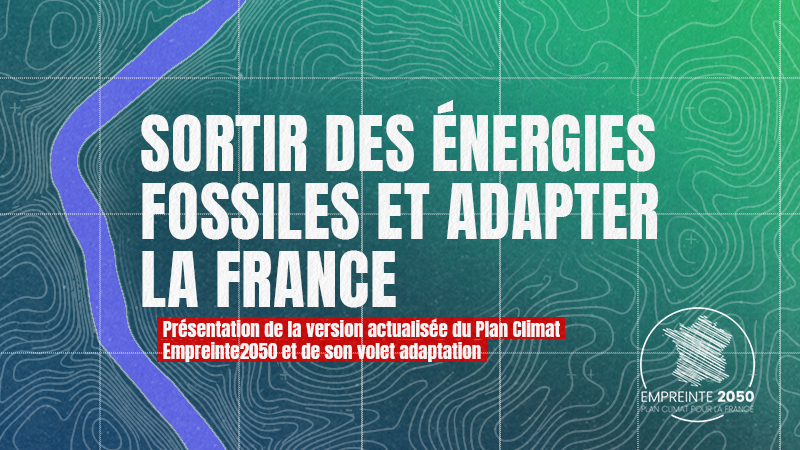 SORTIR DES ÉNERGIES
FOSSILES ET ADAPTER
LA FRANCE
Présentation de la version actualisée du Plan Climat
Empreinte2050 et de son volet adaptation
EMPREINTE 2050
PLAN CLIMAT POUR LA FRANCE